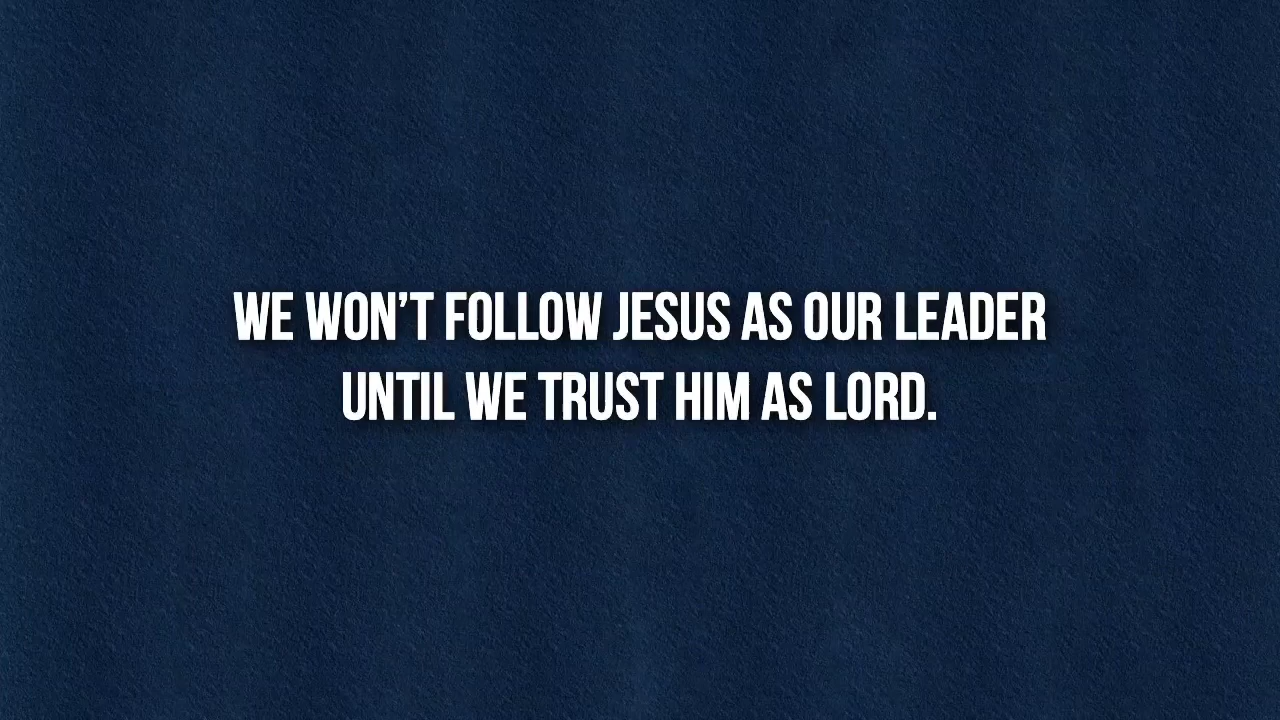 WE WON’T FOLLOW JESUS AS OUR LEADER
UNTIL WE TRUST HIM AS LORD.